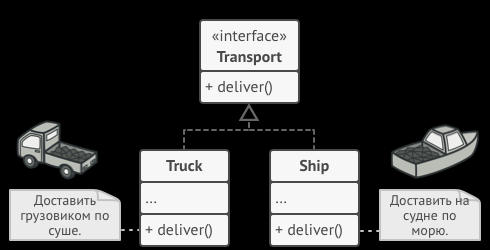 «interface»
Transport
+ deliver()
Truck
...
+ deliver()
Ship
...
+ deliver()
Доставить
грузовиком по
суше.
Доставить на
судне по
морю.